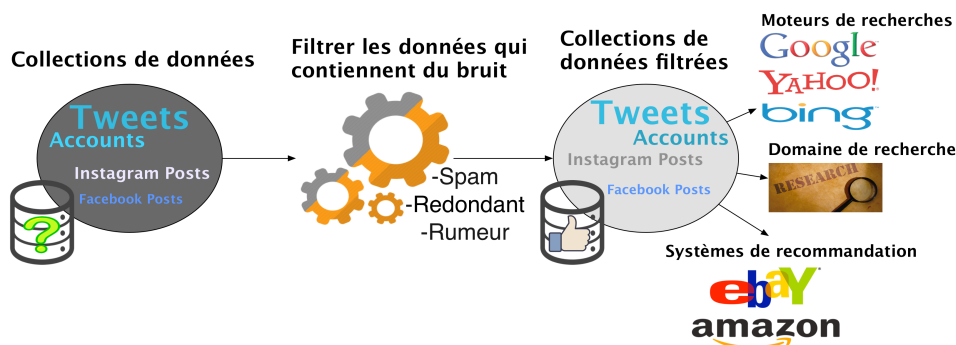 Collections de données
Tweets
Accounts
Instagram Posts
Facebook Posts
?
Filtrer les données qui
contiennent du bruit
-Spam
-Redondant
-Rumeur
Collections de
données filtrées
Tweets
Accounts
Instagram Posts
Facebook Posts
Moteurs de recherches
Google
YAHOO!
bing
Domaine de recherche
RESEARCH
Systèmes de recommandation
ebaY
amazon